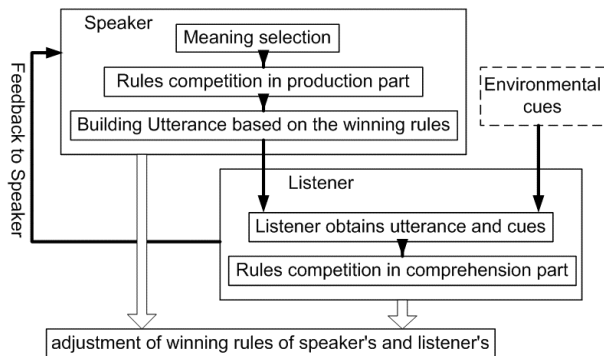 Speaker
Meaning selection
Rules competition in production part
Building Utterance based on the winning rules
Environmental
cues
Feedback to Speaker
Listener
Listener obtains utterance and cues
Rules competition in comprehension part
adjustment of winning rules of speaker's and listener's